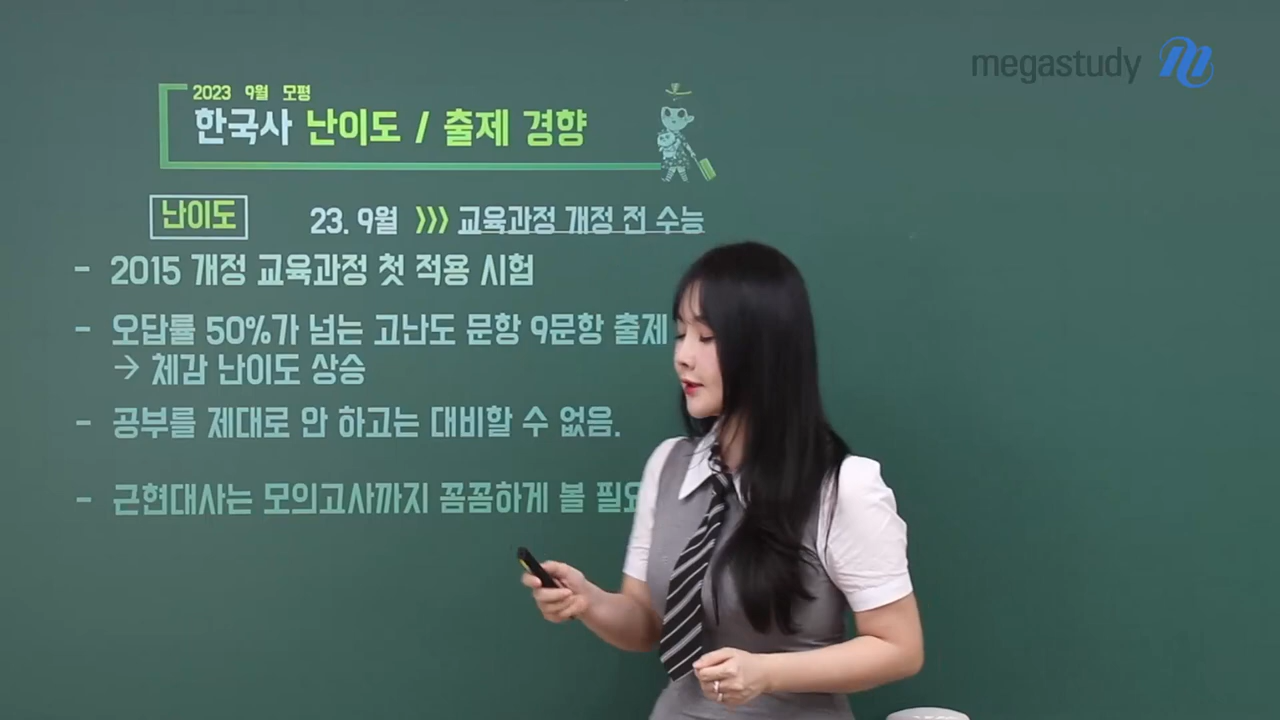 megastudy
2023 9월 모평
한국사 난이도 / 출제 경향
난이도 23. 9월 》》》 교육과정 개정 전 수능
- 2015 개정 교육과정 첫 적용 시험
- 오답률 50%가 넘는 고난도 문항 9문항 출제
→ 체감 난이도 상승
- 공부를 제대로 안 하고는 대비할 수 없음.
- 근현대사는 모의고사까지 꼼꼼하게 볼